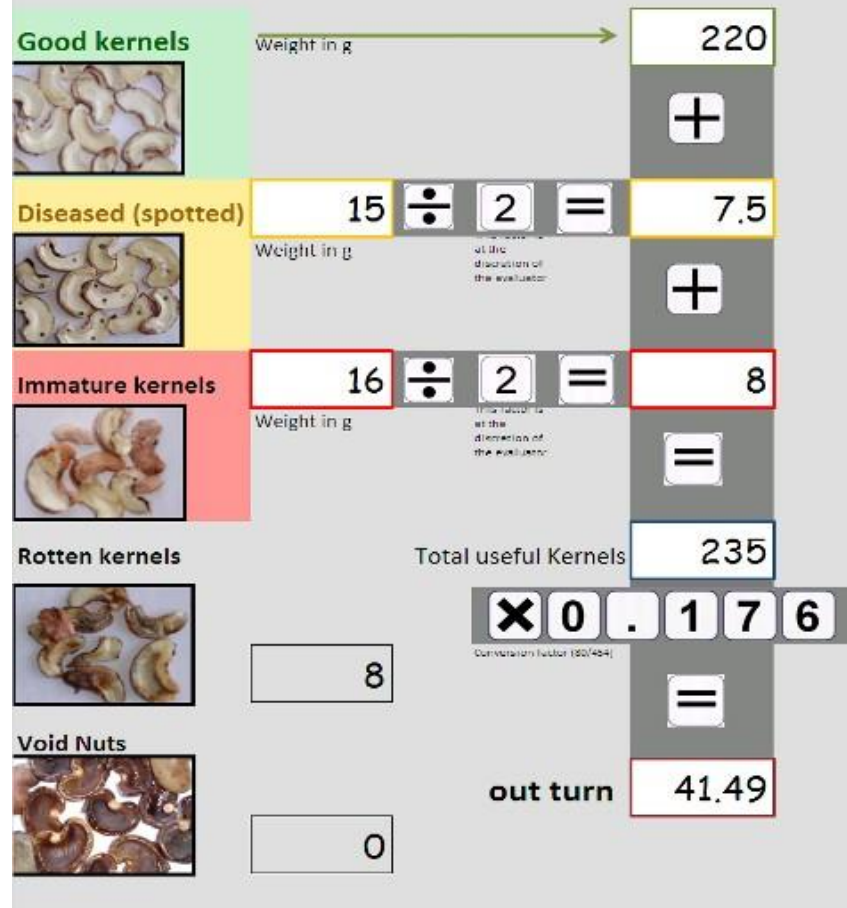 Good kernels
Weight in g
220
+
Diseased (spotted)
15 ÷ 2 = 7.5
Weight in g
at the
discretion of
the evaluator
+
Immature kernels
16 ÷ 2 = 8
Weight in g
This factor is
at the
discretion of
the evaluator
=
Rotten kernels
Total useful Kernels 235
×0.176
Conversion factor (80/454)
8
=
Void Nuts
out turn 41.49
0